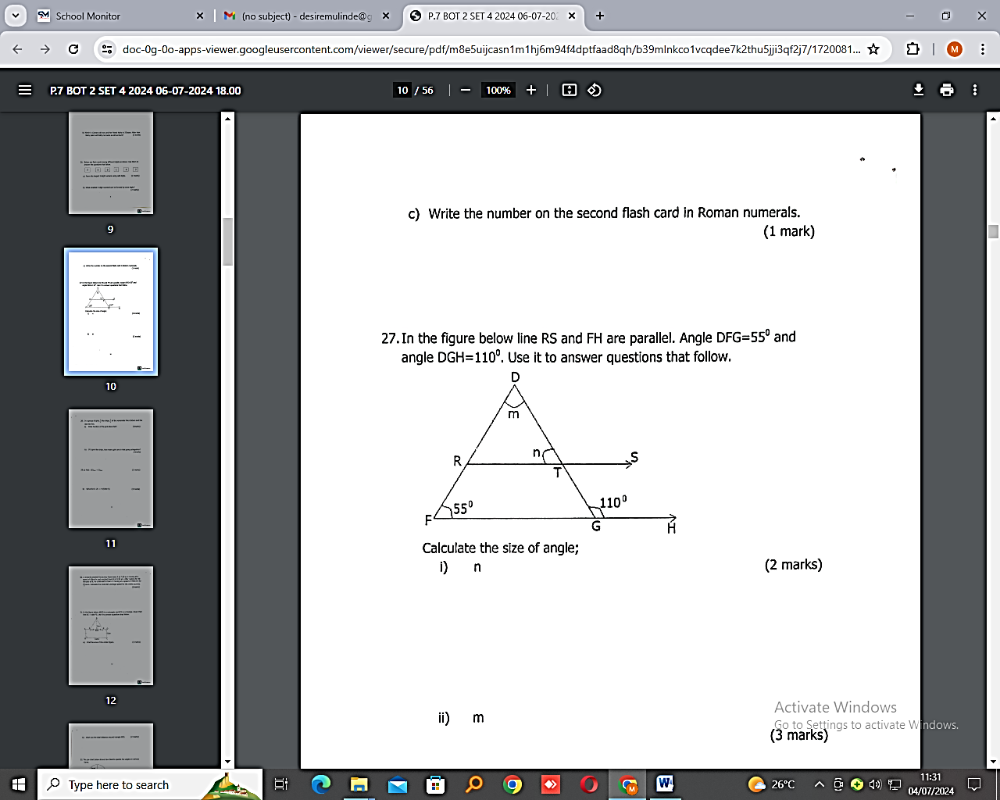 School Monitor
(no subject) - desiremulinde@g
P.7 BOT 2 SET 4 2024 06-07-202
doc-0g-0o-apps-viewer.googleusercontent.com/viewer/secure/pdf/m8e5uijcasn1m1hj6m94f4dptfaad8qh/b39mlnkco1vcqdee7k2thu5jji3qf2j7/1720081...
M
P.7 BOT 2 SET 4 2024 06-07-2024 18.00
10 / 56
100%
9
10
11
12
c) Write the number on the second flash card in Roman numerals.
(1 mark)
27. In the figure below line RS and FH are parallel. Angle DFG=55⁰ and
angle DGH=110⁰. Use it to answer questions that follow.
D
m
R
n
T
S
F
55⁰
110⁰
G
H
Calculate the size of angle;
i) n
(2 marks)
ii) m
(3 marks)
Activate Windows
Go to Settings to activate Windows.
Type here to search
26°C
11:31
04/07/2024